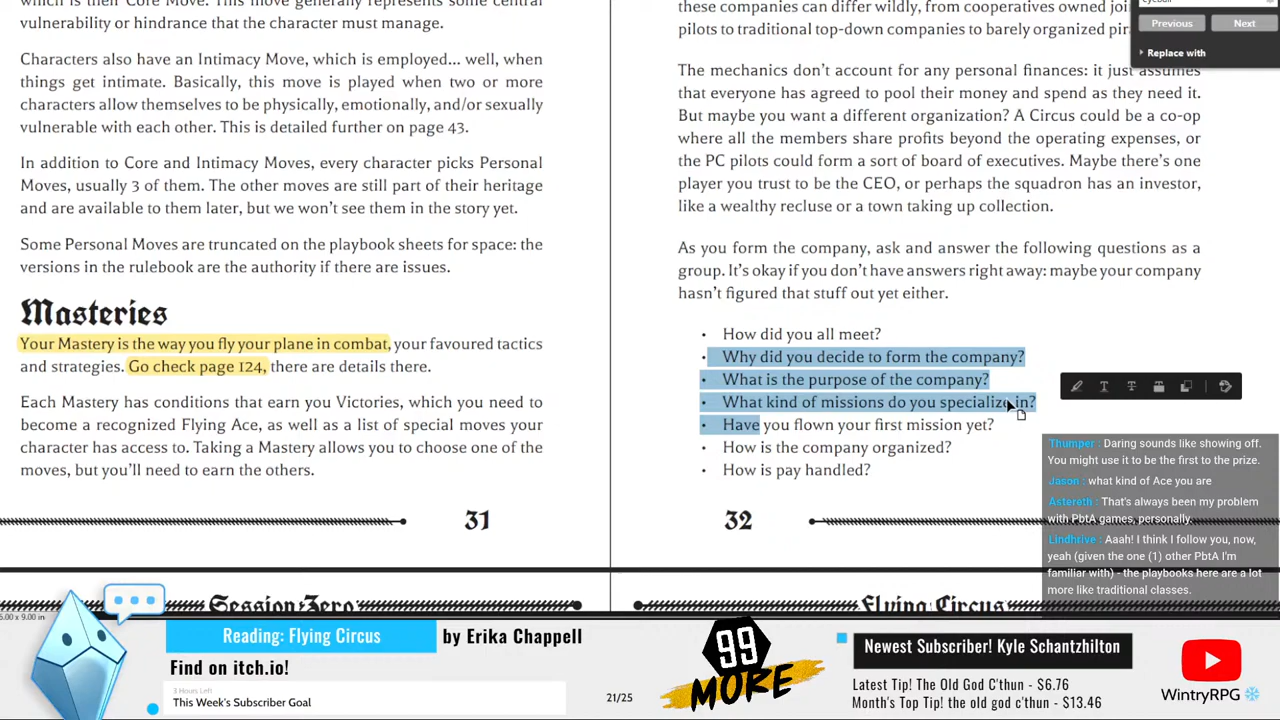 which is their Core Move. This move generally represents some central
vulnerability or hindrance that the character must manage.
Characters also have an Intimacy Move, which is employed... well, when
things get intimate. Basically, this move is played when two or more
characters allow themselves to be physically, emotionally, and/or sexually
vulnerable with each other. This is detailed further on page 43.
In addition to Core and Intimacy Moves, every character picks Personal
Moves, usually 3 of them. The other moves are still part of their heritage
and are available to them later, but we won't see them in the story yet.
Some Personal Moves are truncated on the playbook sheets for space: the
versions in the rulebook are the authority if there are issues.
Masteries
Your Mastery is the way you fly your plane in combat, your favoured tactics
and strategies. Go check page 124, there are details there.
Each Mastery has conditions that earn you Victories, which you need to
become a recognized Flying Ace, as well as a list of special moves your
character has access to. Taking a Mastery allows you to choose one of the
moves, but you'll need to earn the others.
31
these companies can differ wildly, from cooperatives owned
pilots to traditional top-down companies to barely organized
The mechanics don't account for any personal finances: it just assumes
that everyone has agreed to pool their money and spend as they need it.
But maybe you want a different organization? A Circus could be a co-op
where all the members share profits beyond the operating expenses, or
the PC pilots could form a sort of board of executives. Maybe there's one
player you trust to be the CEO, or perhaps the squadron has an investor,
like a wealthy recluse or a town taking up collection.
As you form the company, ask and answer the following questions as a
group. It's okay if you don't have answers right away: maybe your company
hasn't figured that stuff out yet either.
• How did you all meet?
• Why did you decide to form the company?
• What is the purpose of the company?
• What kind of missions do you specialize in?
• Have you flown your first mission yet?
• How is the company organized?
• How is pay handled?
32
Previous Next
Replace with
Thumper : Daring sounds like showing off.
You might use it to be the first to the prize.
Jason : what kind of Ace you are
Astereth : That's always been my problem
with PbtA games, personally.
Lindhrive : Aaah! I think I follow you, now,
yeah (given the one (1) other PbtA I'm
familiar with) - the playbooks here are a lot
more like traditional classes.
Session Zero
Flying Circus
6.00 x 9.00 in
Reading: Flying Circus by Erika Chappell
Find on itch.io!
3 Hours Left
This Week's Subscriber Goal
21/25
99
MORE
Newest Subscriber! Kyle Schantzhilton
Latest Tip! The Old God C'thun - $6.76
Month's Top Tip! the old god c'thun - $13.46
WintryRPG